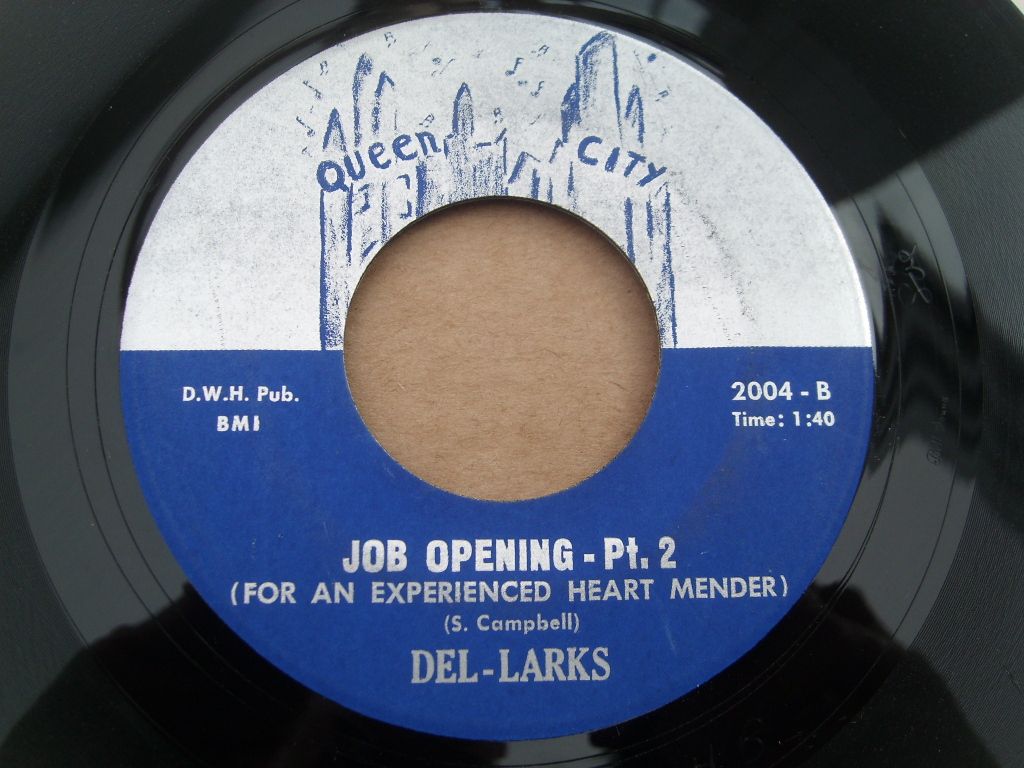 Queen City
D.W.H. Pub.
BMI
2004 - B
Time: 1:40
JOB OPENING - Pt. 2
(FOR AN EXPERIENCED HEART MENDER)
(S. Campbell)
DEL-LARKS